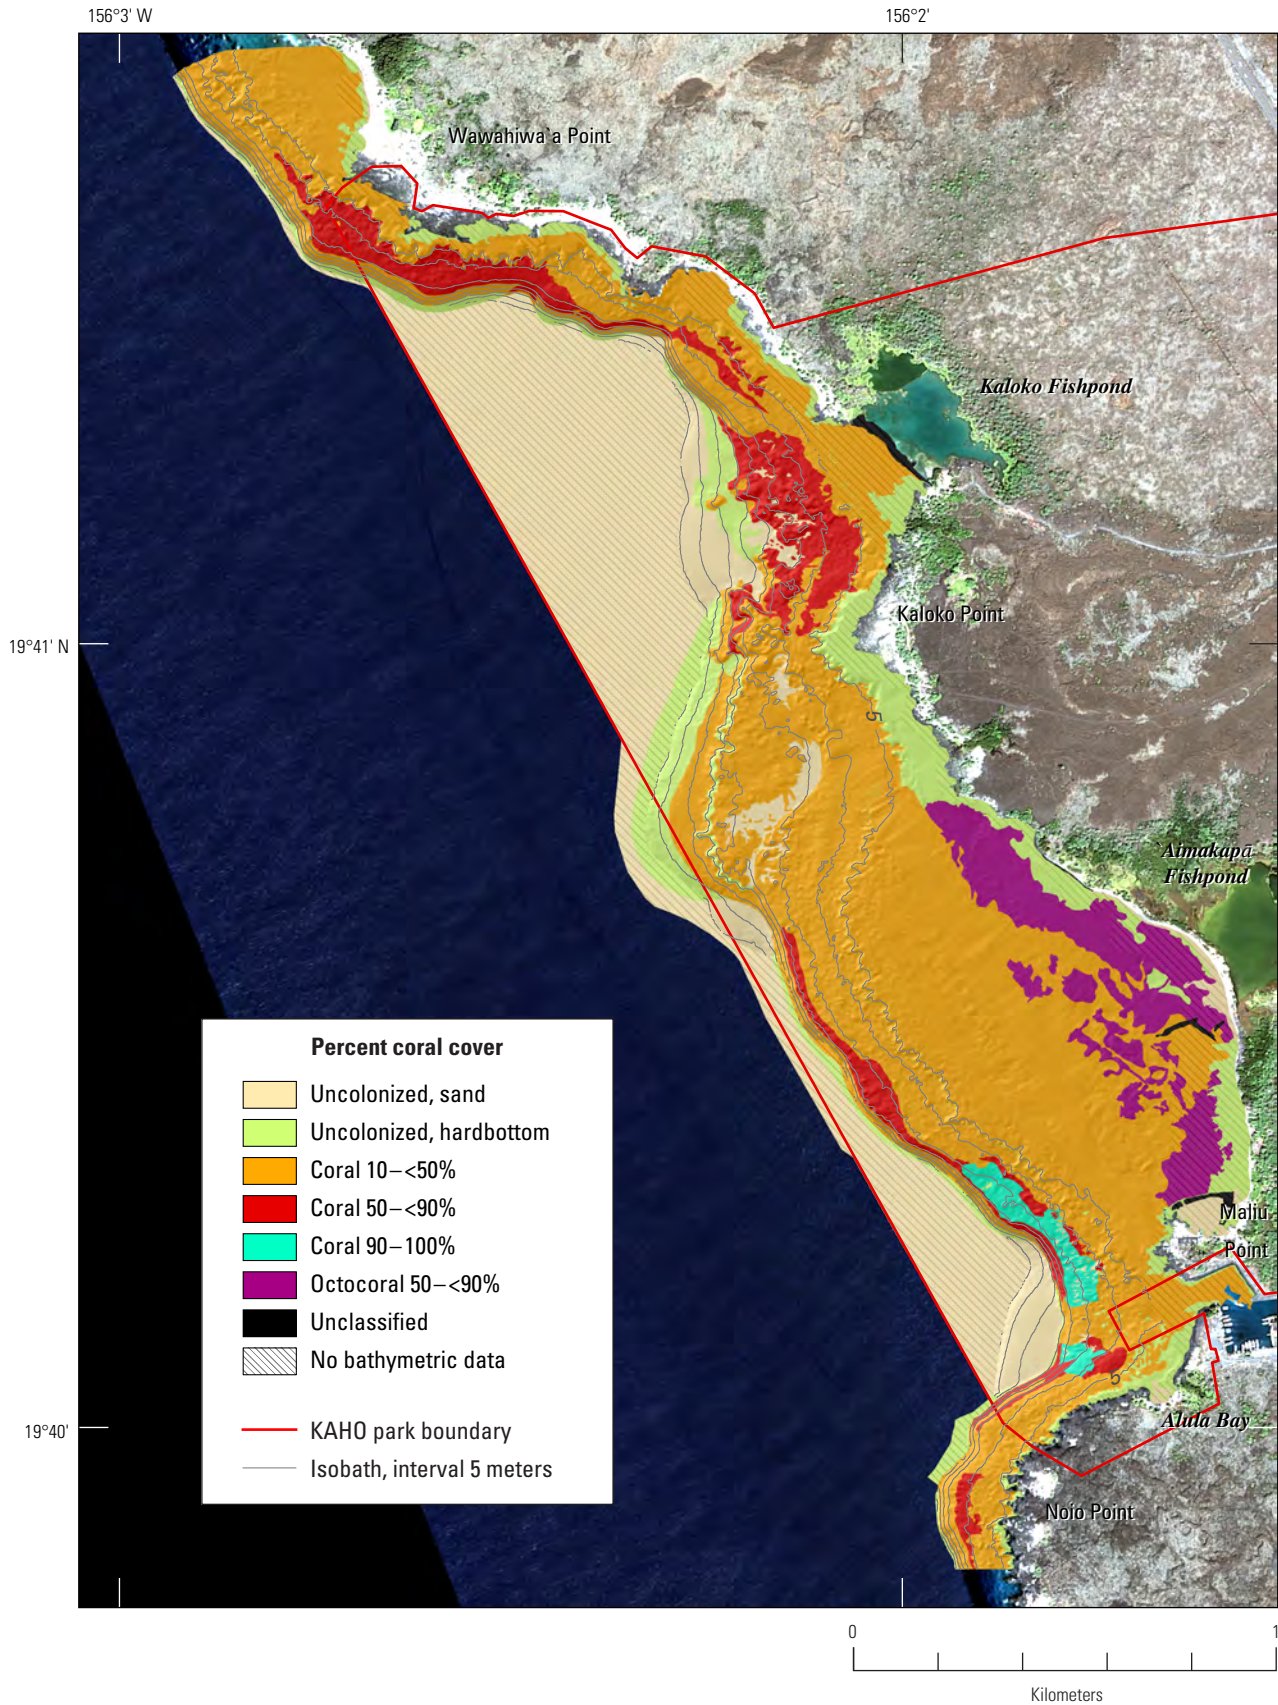 156°3' W
156°2'
Wawahiwa`a Point
Kaloko Fishpond
Kaloko Point
19°41' N
5
`Aimakapā
Fishpond
Percent coral cover
Uncolonized, sand
Uncolonized, hardbottom
Coral 10–<50%
Coral 50–<90%
Coral 90–100%
Octocoral 50–<90%
Unclassified
No bathymetric data
KAHO park boundary
Isobath, interval 5 meters
Maliu
Point
5
19°40'
Alula Bay
Noio Point
0
1
Kilometers